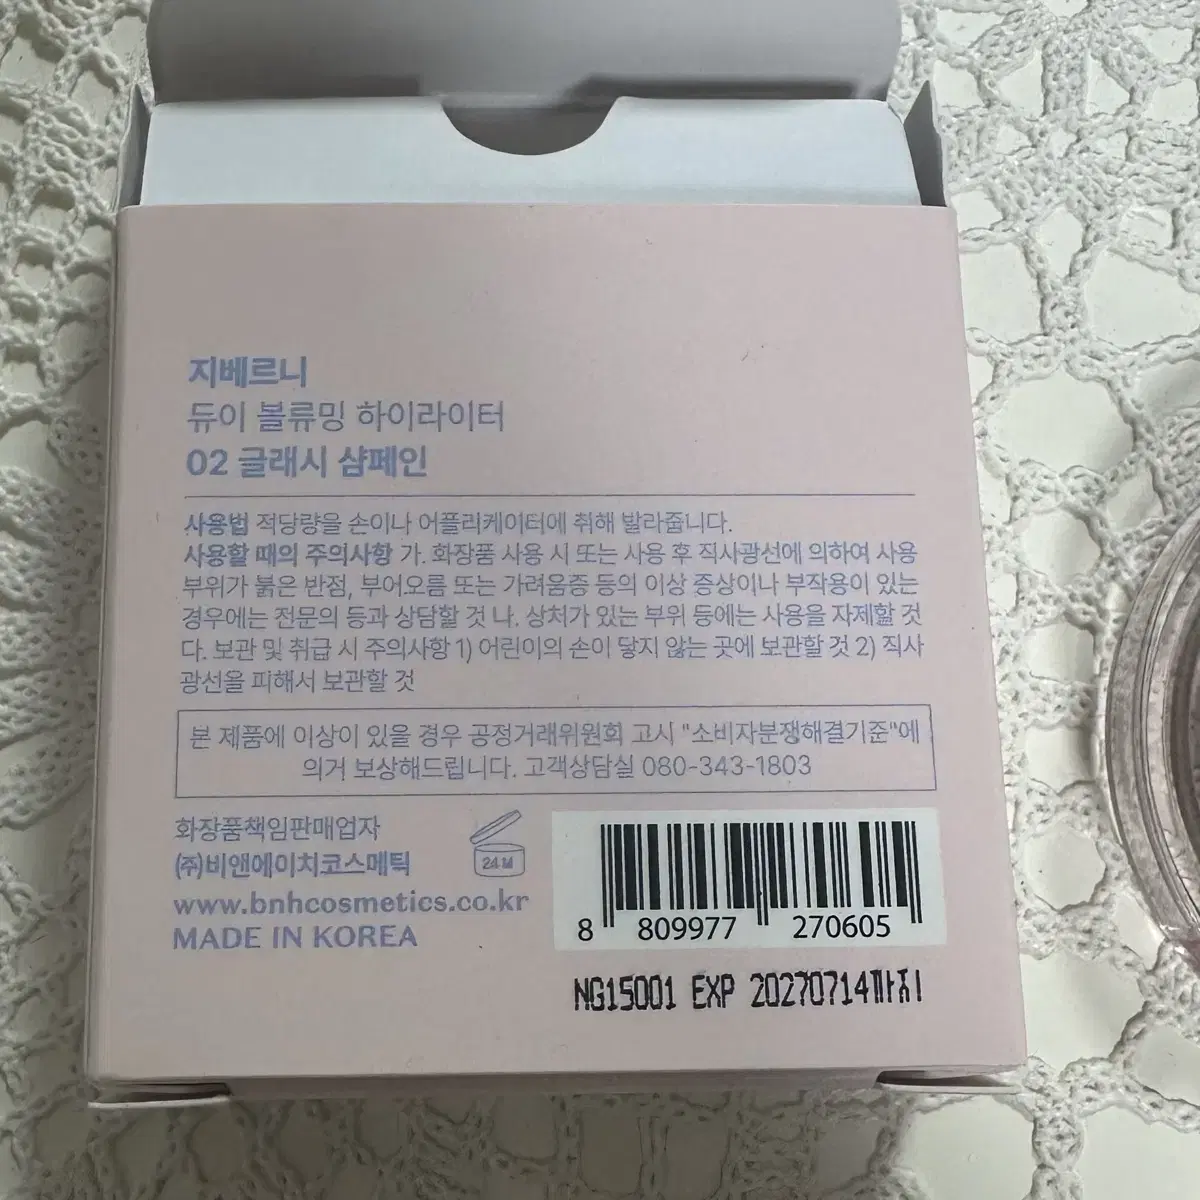 지베르니
듀이 볼류밍 하이라이터
02 글래시 샴페인
사용법 적당량을 손이나 어플리케이터에 취해 발라줍니다.
사용할 때의 주의사항 가. 화장품 사용 시 또는 사용 후 직사광선에 의하여 사용
부위가 붉은 반점, 부어오름 또는 가려움증 등의 이상 증상이나 부작용이 있는
경우에는 전문의 등과 상담할 것 나. 상처가 있는 부위 등에는 사용을 자제할 것
다. 보관 및 취급 시 주의사항 1) 어린이의 손이 닿지 않는 곳에 보관할 것 2) 직사
광선을 피해서 보관할 것
본 제품에 이상이 있을 경우 공정거래위원회 고시 "소비자분쟁해결기준"에
의거 보상해드립니다. 고객상담실 080-343-1803
화장품책임판매업자
(주)비앤에이치코스메틱
www.bnhcosmetics.co.kr
MADE IN KOREA
24 M
8 809977 270605
NG15001 EXP 20270714까지